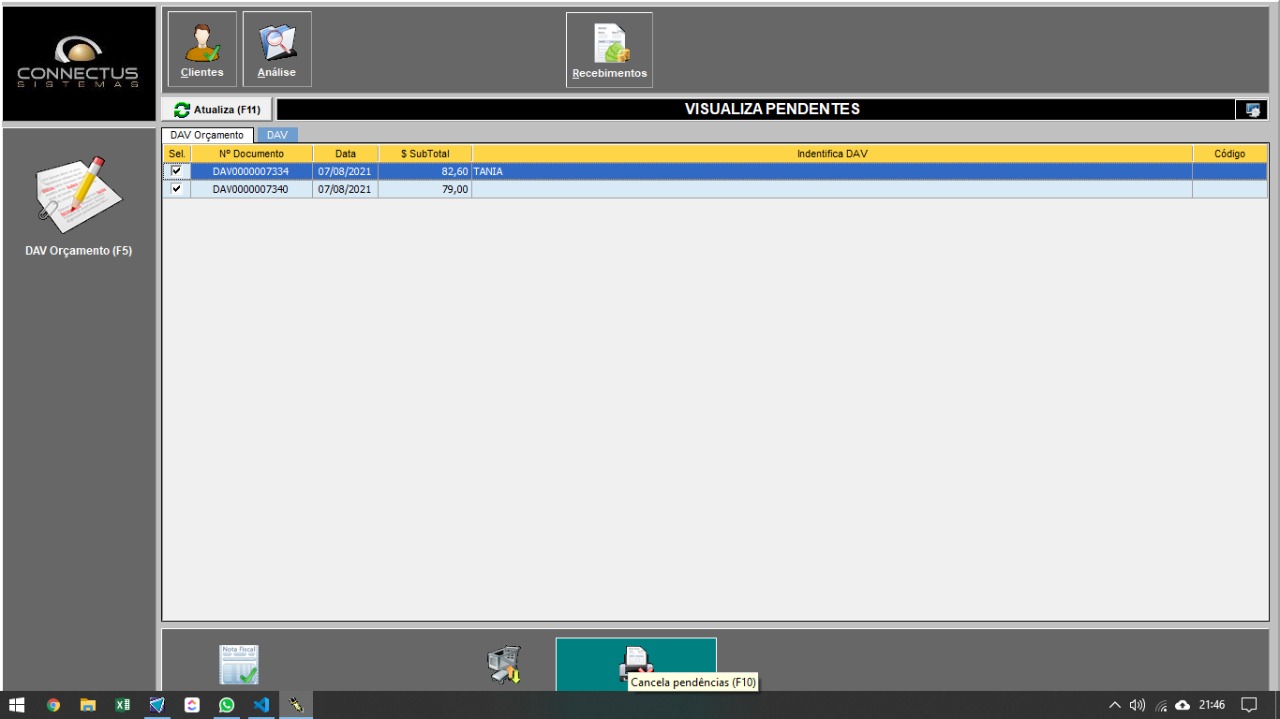 CONNECTUS
SISTEMAS
Clientes
Análise
Recebimentos
Atualiza (F11)
VISUALIZA PENDENTES
DAV Orçamento (F5)
DAV Orçamento DAV
Sel. Nº Documento Data $ SubTotal Indentifica DAV Código
DAV0000007334 07/08/2021 82,60 TANIA
DAV0000007340 07/08/2021 79,00
Nota Fiscal
Cancela pendências (F10)
21:46